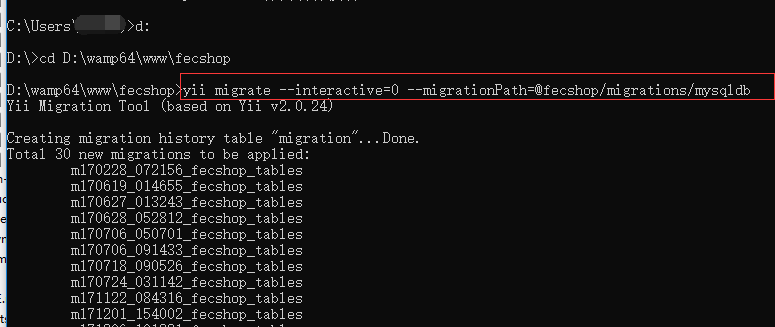 C:\Users\ >d:
D:\>cd D:\wamp64\www\fecshop
D:\wamp64\www\fecshop>yii migrate --interactive=0 --migrationPath=@fecshop/migrations/mysqldb
Yii Migration Tool (based on Yii v2.0.24)
Creating migration history table "migration"...Done.
Total 30 new migrations to be applied:
m170228_072156_fecshop_tables
m170619_014655_fecshop_tables
m170627_013243_fecshop_tables
m170628_052812_fecshop_tables
m170706_050701_fecshop_tables
m170706_091433_fecshop_tables
m170718_090526_fecshop_tables
m170724_031142_fecshop_tables
m171122_084316_fecshop_tables
m171201_154002_fecshop_tables